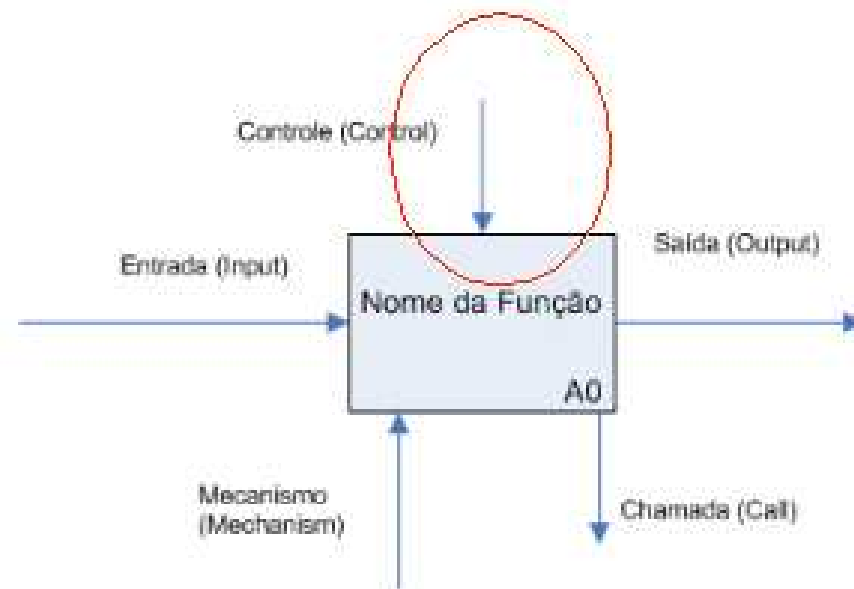 Controle (Control)
Entrada (Input)
Saída (Output)
Nome da Função
A0
Mecanismo
(Mechanism)
Chamada (Call)